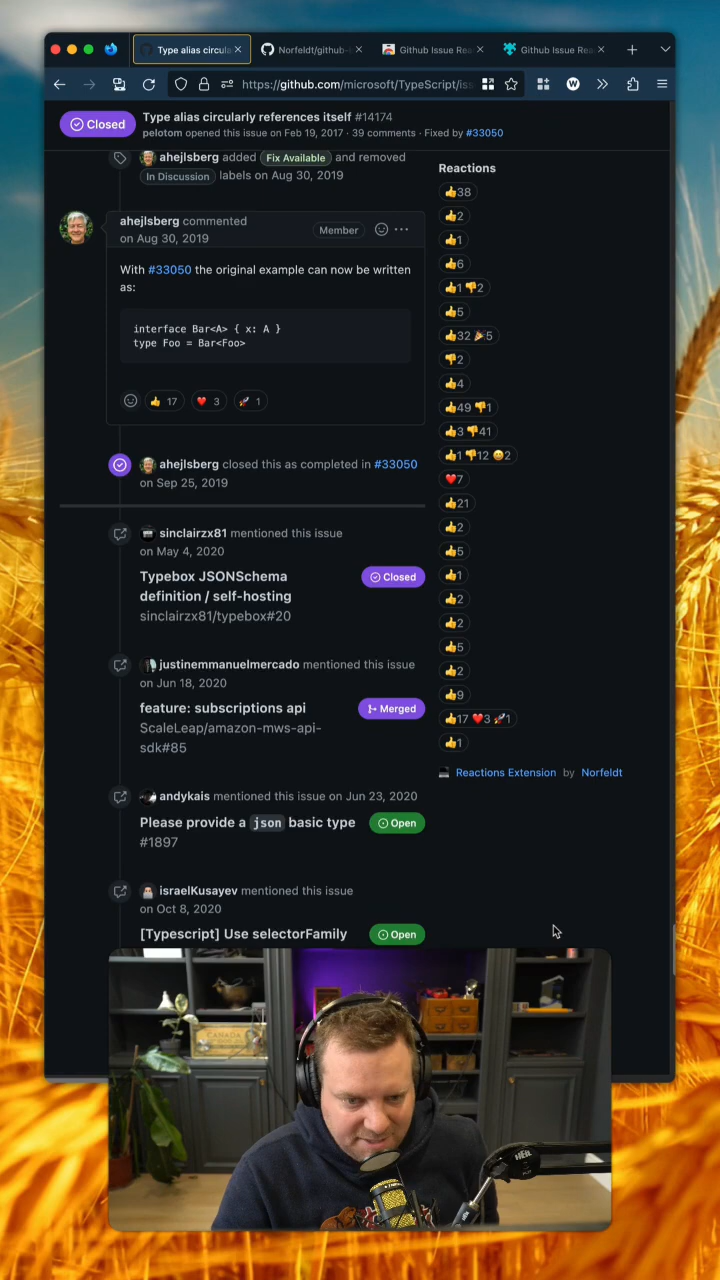 Type alias circula
Norfeldt/github-
Github Issue Rea
Github Issue Rea
https://github.com/microsoft/TypeScript/iss
Closed
Type alias circularly references itself #14174
pelotom opened this issue on Feb 19, 2017 · 39 comments · Fixed by #33050
ahejlsberg added Fix Available and removed
In Discussion labels on Aug 30, 2019
ahejlsberg commented
on Aug 30, 2019
Member
With #33050 the original example can now be written
as:
interface Bar<A> { x: A }
type Foo = Bar<Foo>
👍 17 ❤️ 3 🚀 1
ahejlsberg closed this as completed in #33050
on Sep 25, 2019
sinclairzx81 mentioned this issue
on May 4, 2020
Typebox JSONSchema
definition / self-hosting
sinclairzx81/typebox#20
Closed
justinemmanuelmercado mentioned this issue
on Jun 18, 2020
feature: subscriptions api
ScaleLeap/amazon-mws-api-
sdk#85
Merged
andykais mentioned this issue on Jun 23, 2020
Please provide a json basic type
#1897
Open
israelKusayev mentioned this issue
on Oct 8, 2020
[Typescript] Use selectorFamily
Open
Reactions
👍38
👍2
👍1
👍6
👍1 👎2
👍5
👍32 🎉5
👎2
👍4
👍49 👎1
👍3 👎41
👍1 👎12 😄2
❤️7
👍21
👍2
👍5
👍1
👍2
👍2
👍5
👍2
👍9
👍17 ❤️3 🚀1
👍1
Reactions Extension by Norfeldt
CANADA
HEIL